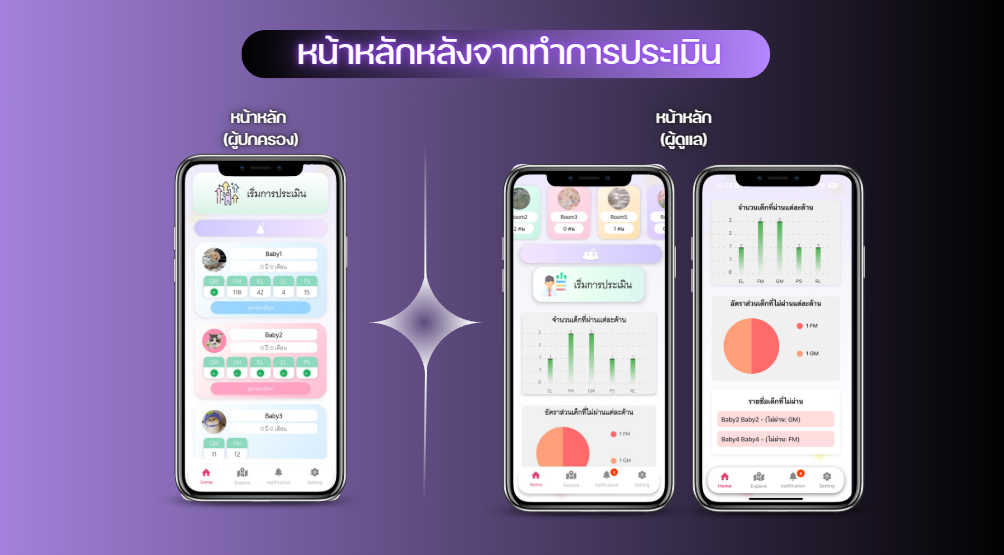 หน้าหลักหลังจากทำการประเมิน
หน้าหลัก
(ผู้ปกครอง)
เริ่มการประเมิน
Baby1
0 ปี 0 เดือน
GM FM RL EL PS
118 42 4 15
Baby2
0 ปี 0 เดือน
GM FM RL EL PS
Baby3
0 ปี 0 เดือน
GM FM
11 12
Home Explore notification Setting
หน้าหลัก
(ผู้ดูแล)
Room2 Room3 Room5
2 คน 0 คน 1 คน
เริ่มการประเมิน
จำนวนเด็กที่ผ่านแต่ละด้าน
2
2
1
1
0
EL FM GM PS RL
อัตราส่วนเด็กที่ไม่ผ่านแต่ละด้าน
1 FM
1 GM
Home Explore notification Setting
จำนวนเด็กที่ผ่านแต่ละด้าน
2
2
1
1
0
EL FM GM PS RL
อัตราส่วนเด็กที่ไม่ผ่านแต่ละด้าน
1 FM
1 GM
รายชื่อเด็กที่ไม่ผ่าน
Baby2 Baby2 - (ไม่ผ่าน: GM)
Baby4 Baby4 - (ไม่ผ่าน: FM)
Home Explore notification Setting